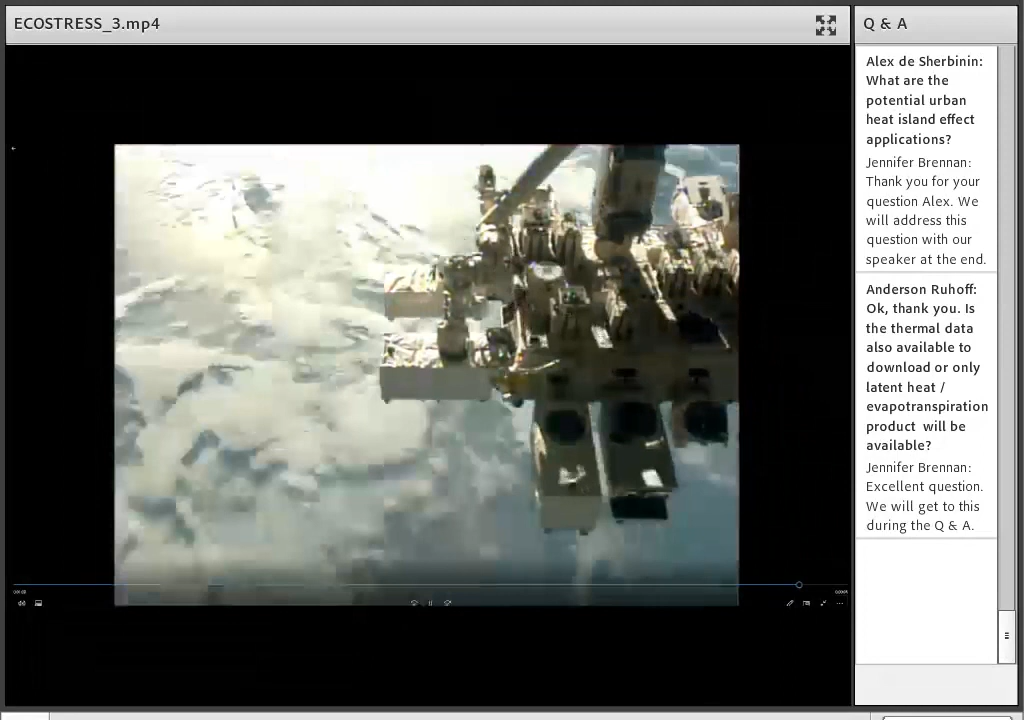 ECOSTRESS_3.mp4
Q & A
Alex de Sherbinin:
What are the
potential urban
heat island effect
applications?
Jennifer Brennan:
Thank you for your
question Alex. We
will address this
question with our
speaker at the end.
Anderson Ruhoff:
Ok, thank you. Is
the thermal data
also available to
download or only
latent heat /
evapotranspiration
product will be
available?
Jennifer Brennan:
Excellent question.
We will get to this
during the Q & A.